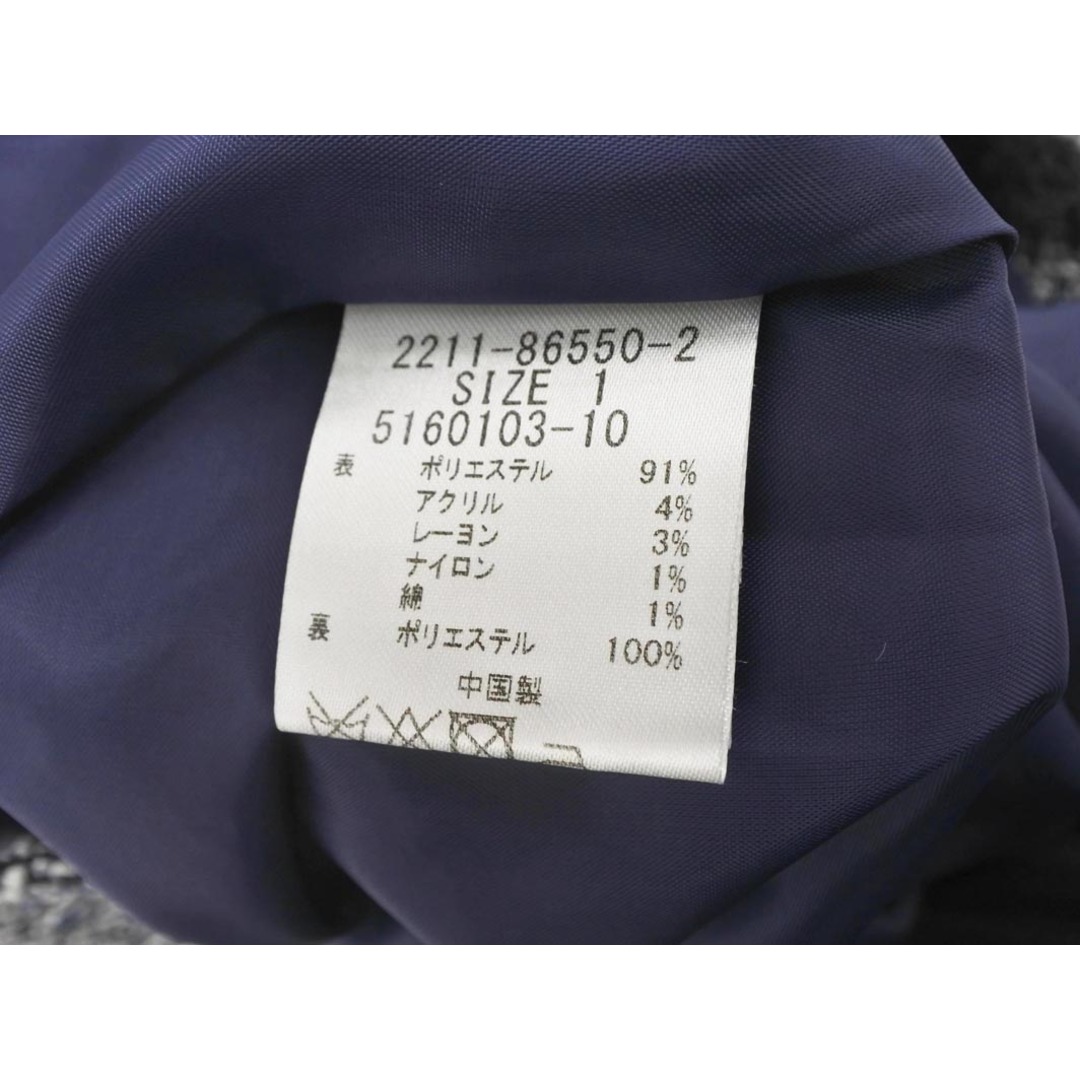 2211-86550-2
SIZE 1
5160103-10
表 ポリエステル 91%
アクリル 4%
レーヨン 3%
ナイロン 1%
綿 1%
裏 ポリエステル 100%
中国製